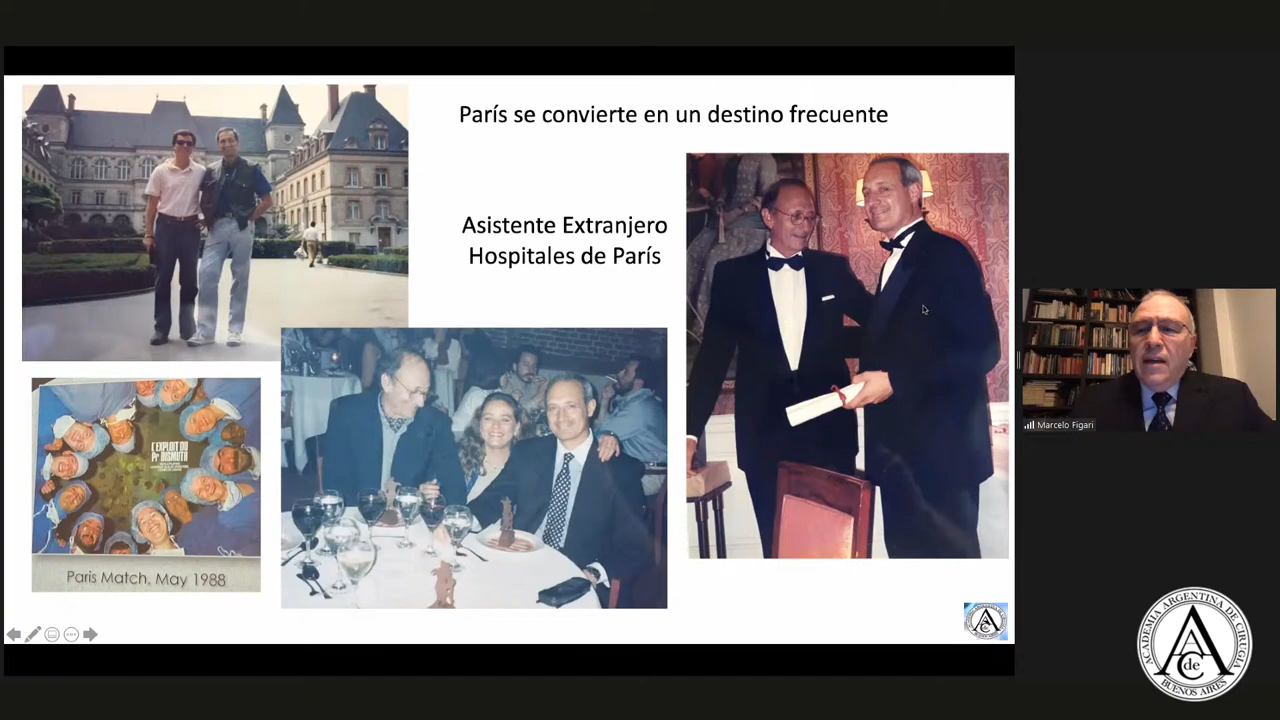 París se convierte en un destino frecuente
Asistente Extranjero
Hospitales de París
L'EXPLOIT DU
Pr BISMUTH
Paris Match. May 1988
Marcelo Figari
ACADEMIA ARGENTINA DE CIRUGIA
AAC
de
BUENOS AIRES